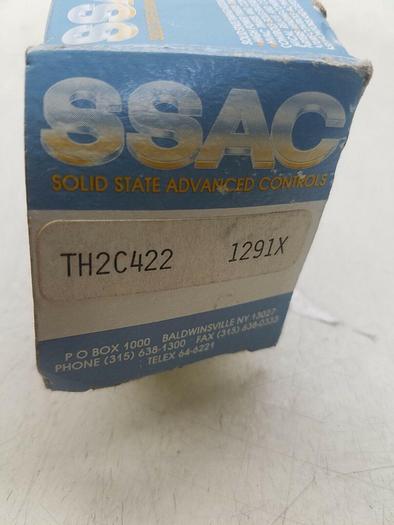 SSAC
SOLID STATE ADVANCED CONTROLS
TH2C422 1291X
P O BOX 1000 BALDWINSVILLE NY 13027
PHONE (315) 638-1300 FAX (315) 638-0333
TELEX 64-6221